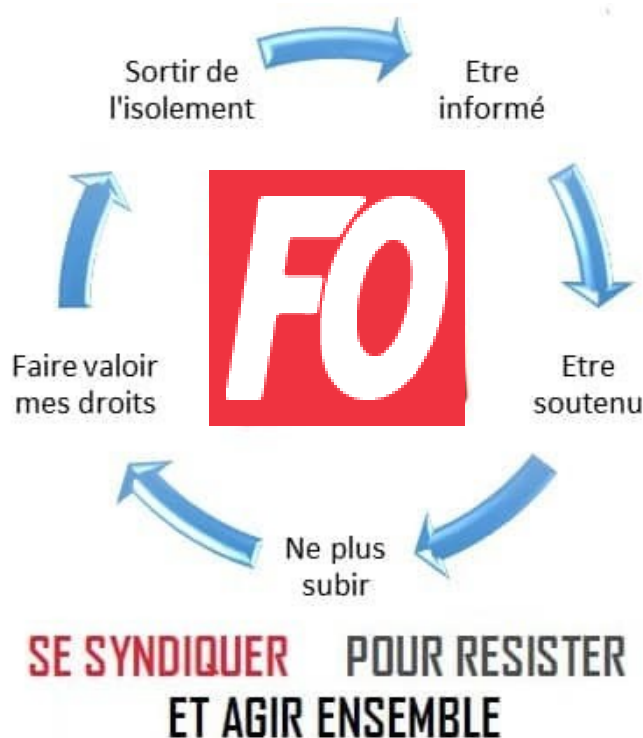 Sortir de
l'isolement
Etre
informé
Etre
soutenu
Ne plus
subir
Faire valoir
mes droits
FO
SE SYNDIQUER POUR RESISTER
ET AGIR ENSEMBLE